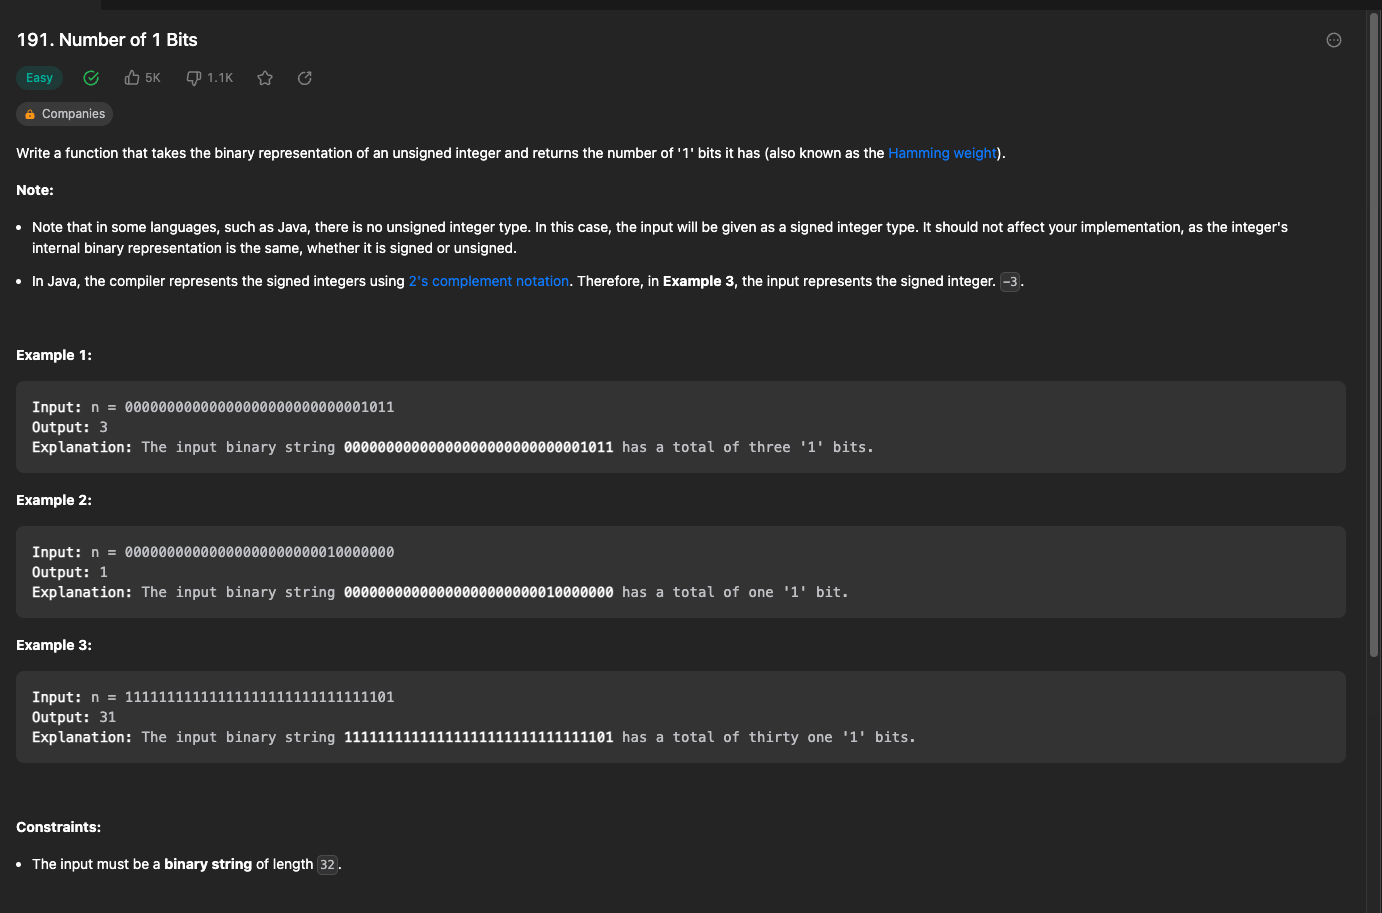 191. Number of 1 Bits
Easy 5K 1.1K
Companies
Write a function that takes the binary representation of an unsigned integer and returns the number of '1' bits it has (also known as the Hamming weight).
Note:
• Note that in some languages, such as Java, there is no unsigned integer type. In this case, the input will be given as a signed integer type. It should not affect your implementation, as the integer's
internal binary representation is the same, whether it is signed or unsigned.
• In Java, the compiler represents the signed integers using 2's complement notation. Therefore, in Example 3, the input represents the signed integer. -3.
Example 1:
Input: n = 00000000000000000000000000001011
Output: 3
Explanation: The input binary string 00000000000000000000000000001011 has a total of three '1' bits.
Example 2:
Input: n = 00000000000000000000000010000000
Output: 1
Explanation: The input binary string 00000000000000000000000010000000 has a total of one '1' bit.
Example 3:
Input: n = 11111111111111111111111111111101
Output: 31
Explanation: The input binary string 11111111111111111111111111111101 has a total of thirty one '1' bits.
Constraints:
• The input must be a binary string of length 32.